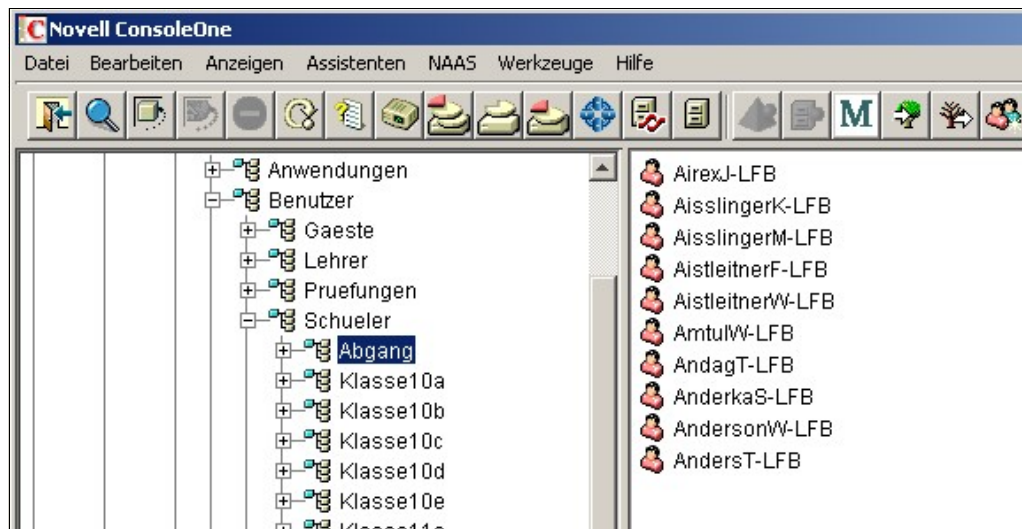 Novell ConsoleOne
Datei Bearbeiten Anzeigen Assistenten NAAS Werkzeuge Hilfe
M
Anwendungen
Benutzer
Gaeste
Lehrer
Pruefungen
Schueler
Abgang
Klasse10a
Klasse10b
Klasse10c
Klasse10d
Klasse10e
AirexJ-LFB
AisslingerK-LFB
AisslingerM-LFB
AistleitnerF-LFB
AistleitnerW-LFB
AmtulW-LFB
AndagT-LFB
AnderkaS-LFB
AndersonW-LFB
AndersT-LFB